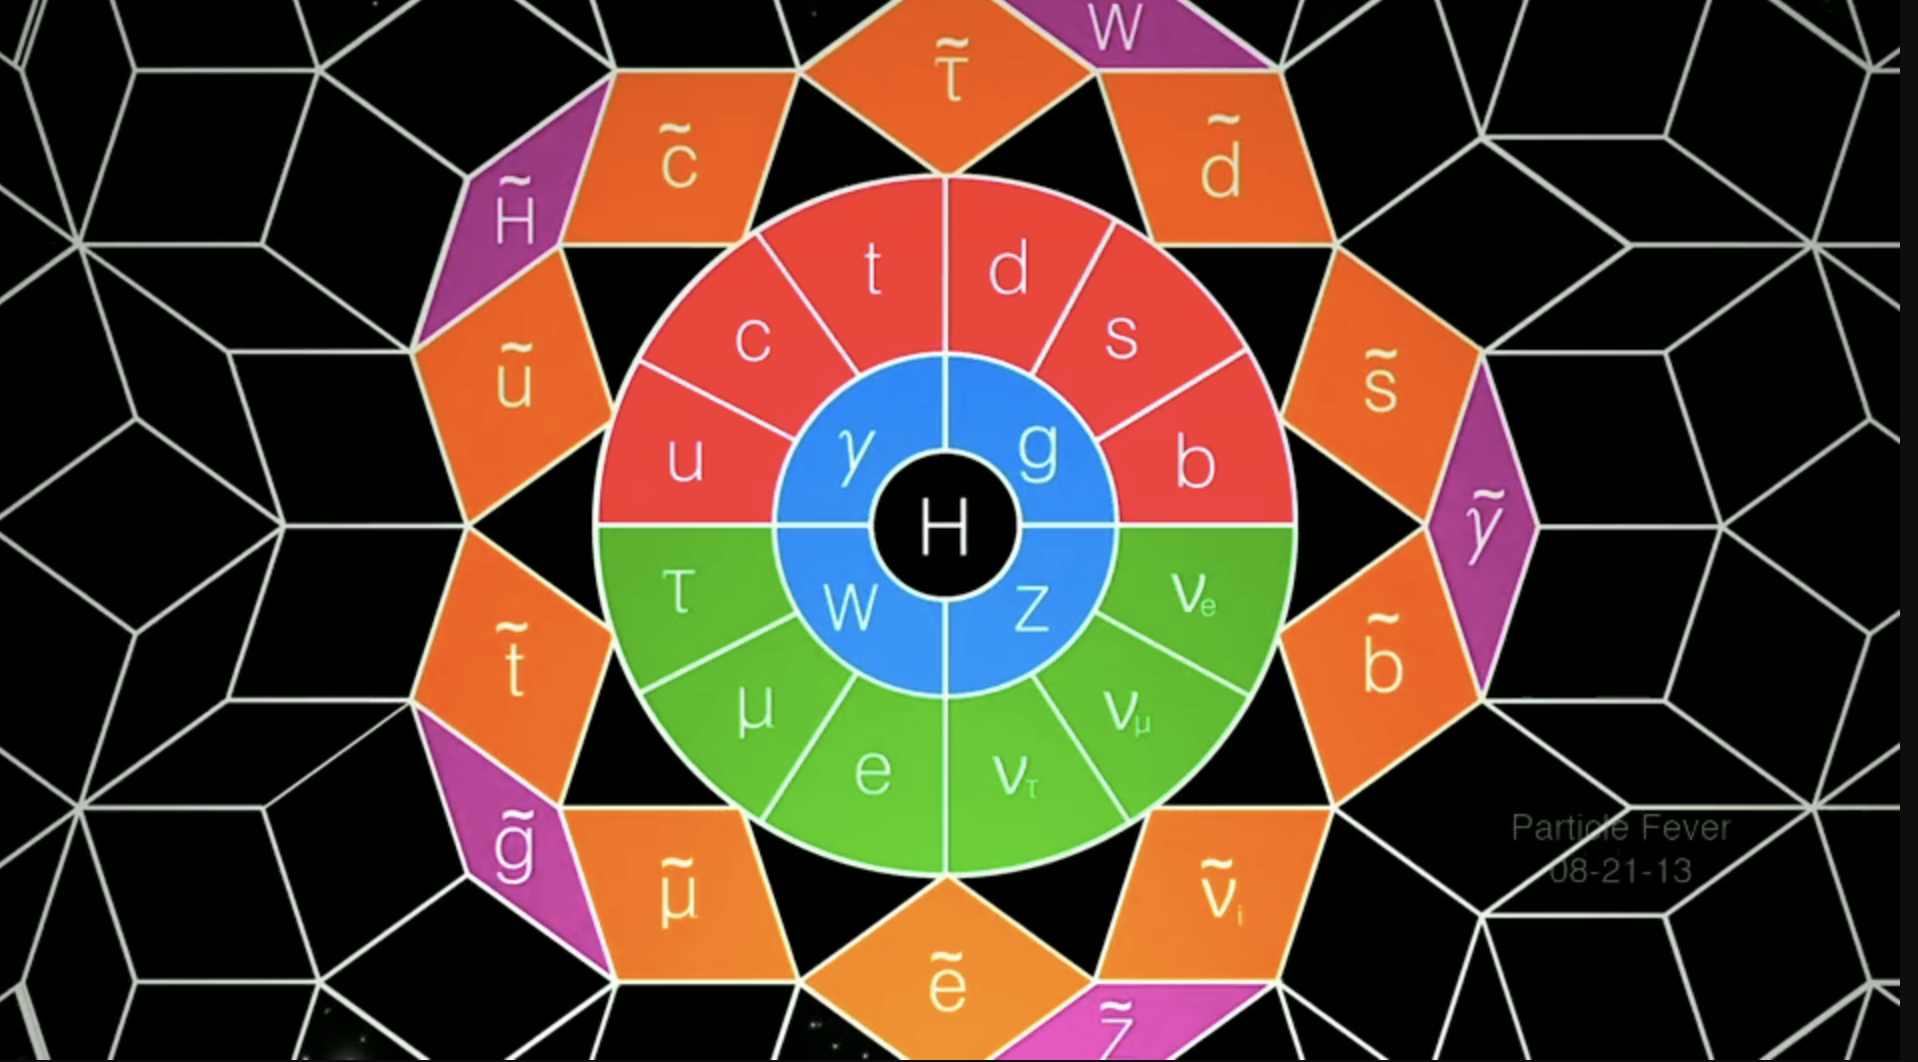 W
τ̃
c̃
d̃
H̃
t
d
c
s
ũ
s̃
u
γ
g
b
H
γ̃
τ
W
Z
νe
t̃
b̃
μ
νμ
e
ντ
g̃
μ̃
ν̃i
ẽ
Z̃
Particle Fever
08-21-13